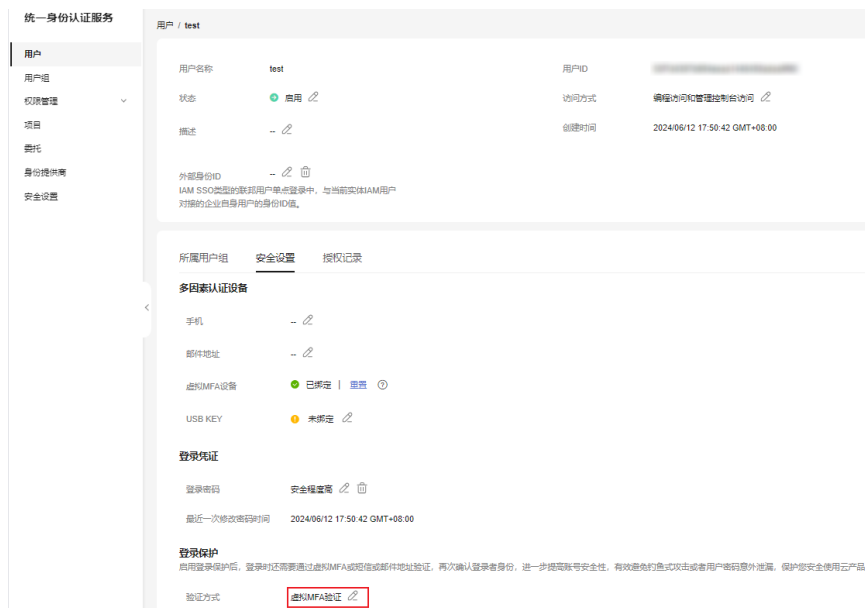 统一身份认证服务
用户 / test
用户
用户组
权限管理
项目
委托
身份提供商
安全设置
用户名称 test
用户ID
状态 启用
访问方式 编程访问和管理控制台访问
描述 --
创建时间 2024/06/12 17:50:42 GMT+08:00
外部身份ID --
IAM SSO类型的联邦用户单点登录中，与当前实体IAM用户
对接的企业自身用户的身份ID值。
所属用户组 安全设置 授权记录
多因素认证设备
手机 --
邮件地址 --
虚拟MFA设备 已绑定 | 重置
USB KEY 未绑定
登录凭证
登录密码 安全程度高
最近一次修改密码时间 2024/06/12 17:50:42 GMT+08:00
登录保护
启用登录保护后，登录时还需要通过虚拟MFA或短信或邮件地址验证，再次确认登录者身份，进一步提高账号安全性，有效避免钓鱼式攻击或者用户密码意外泄漏，保护您安全使用云产品
验证方式 虚拟MFA验证